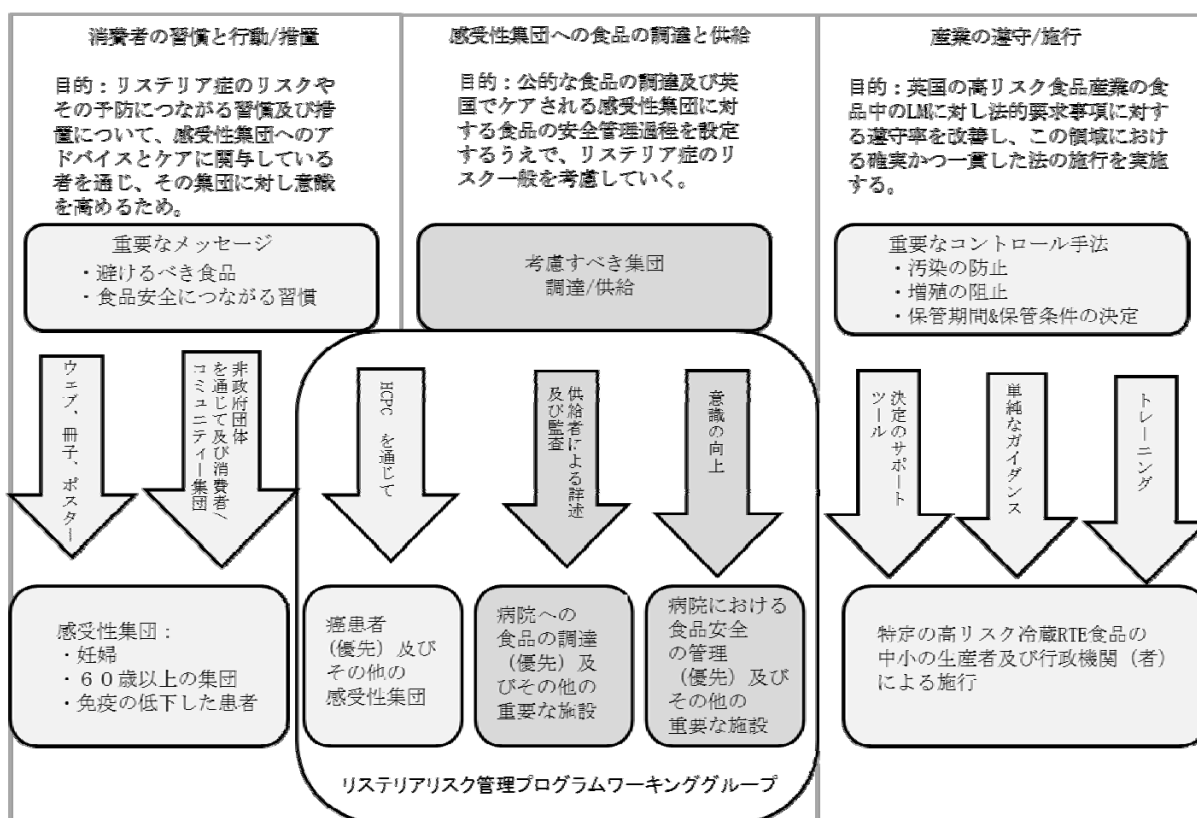 消費者の習慣と行動/措置
目的：リステリア症のリスクや
その予防につながる習慣及び措
置について、感受性集団へのア
ドバイスとケアに関与している
者を通じ、その集団に対し意識
を高めるため。
重要なメッセージ
・避けるべき食品
・食品安全につながる習慣
ウェブ、冊子、ポスター
非政府団体
を通じて及び消費者/
コミュニティー集団
感受性集団：
・妊婦
・６０歳以上の集団
・免疫の低下した患者
感受性集団への食品の調達と供給
目的：公的な食品の調達及び英
国でケアされる感受性集団に対
する食品の安全管理過程を設定
するうえで、リステリア症のリ
スク一般を考慮していく。
考慮すべき集団
調達/供給
HCPC を通じて
供給者による詳述
及び監査
意識の向上
癌患者
（優先）及び
その他の
感受性集団
病院への
食品の調達
（優先）及
びその他の
重要な施設
病院における
食品安全
の管理
（優先）及び
その他の
重要な施設
リステリアリスク管理プログラムワーキンググループ
産業の遵守/施行
目的：英国の高リスク食品産業の食
品中のLMに対し法的要求事項に対す
る遵守率を改善し、この領域におけ
る確実かつ一貫した法の施行を実施
する。
重要なコントロール手法
・汚染の防止
・増殖の阻止
・保管期間&保管条件の決定
決定のサポート
ツール
単純なガイダンス
トレーニング
特定の高リスク冷蔵RTE食品の
中小の生産者及び行政機関（者）
による施行